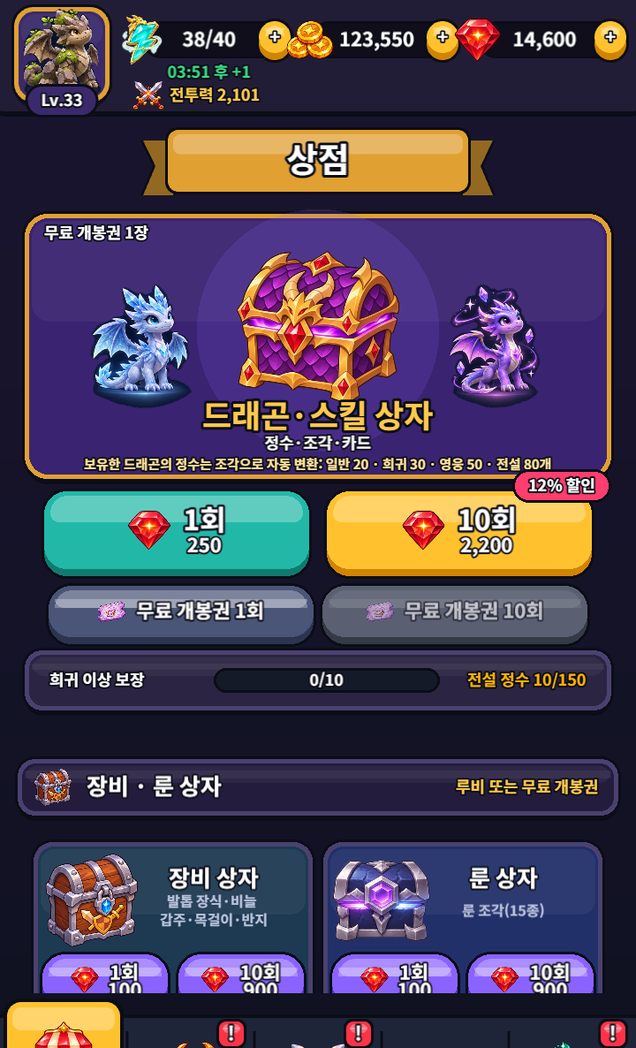 38/40
123,550
14,600
03:51 후 +1
Lv.33
전투력 2,101
상점
무료 개봉권 1장
드래곤·스킬 상자
정수·조각·카드
보유한 드래곤의 정수는 조각으로 자동 변환: 일반 20 · 희귀 30 · 영웅 50 · 전설 80개
12% 할인
1회
250
10회
2,200
무료 개봉권 1회
무료 개봉권 10회
희귀 이상 보장
0/10
전설 정수 10/150
장비 · 룬 상자
루비 또는 무료 개봉권
장비 상자
발톱 장식·비늘
갑주·목걸이·반지
1회
100
10회
900
룬 상자
룬 조각(15종)
1회
100
10회
900